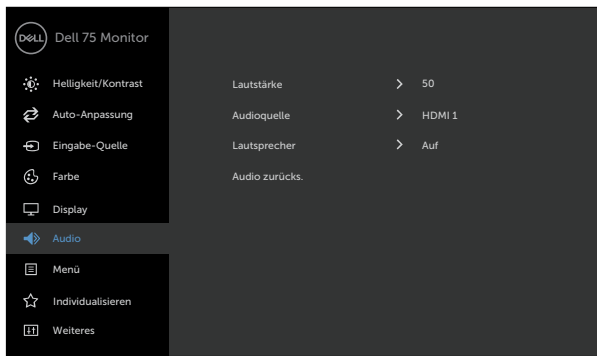 DELL Dell 75 Monitor
Helligkeit/Kontrast
Auto-Anpassung
Eingabe-Quelle
Farbe
Display
Audio
Menü
Individualisieren
Weiteres
Lautstärke > 50
Audioquelle > HDMI 1
Lautsprecher > Auf
Audio zurücks.